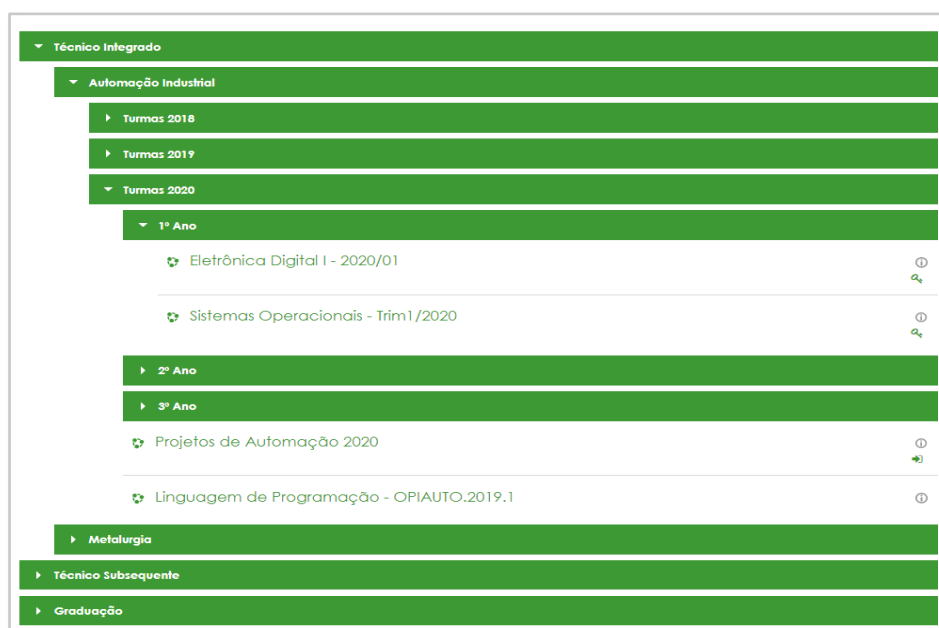 Técnico Integrado
Automação Industrial
Turmas 2018
Turmas 2019
Turmas 2020
1º Ano
Eletrônica Digital I - 2020/01
Sistemas Operacionais - Trim1/2020
2º Ano
3º Ano
Projetos de Automação 2020
Linguagem de Programação - OPIAUTO.2019.1
Metalurgia
Técnico Subsequente
Graduação